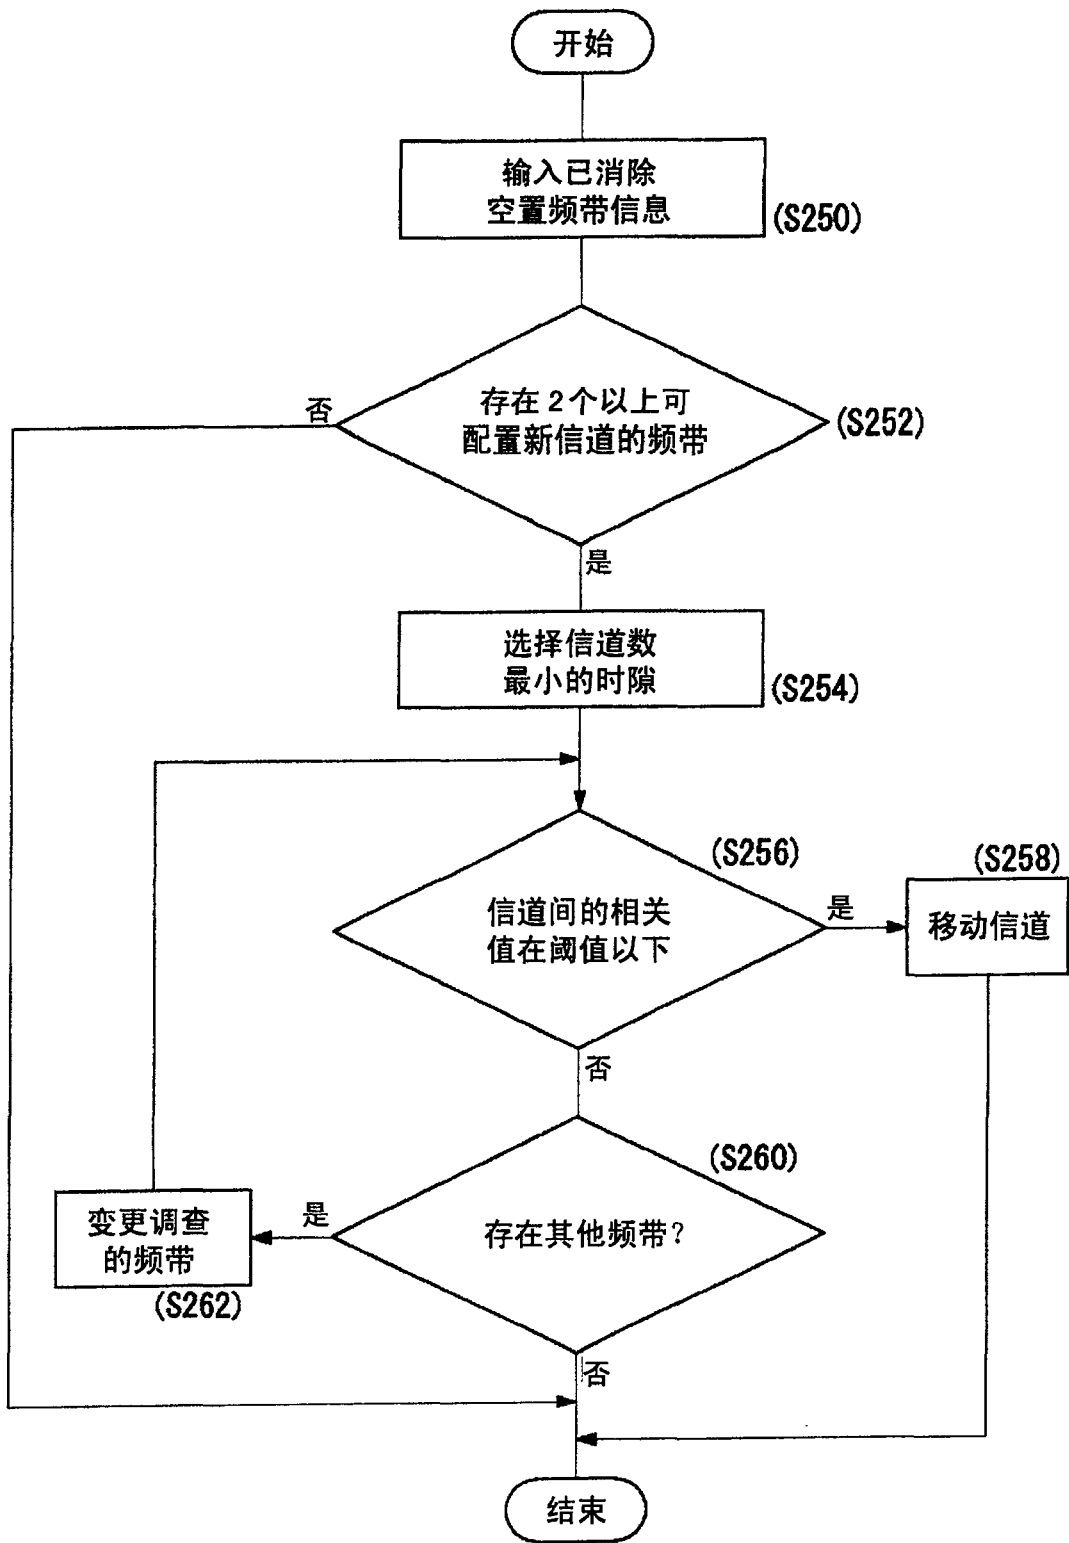 开始
输入已消除
空置频带信息
(S250)
存在2个以上可
配置新信道的频带
(S252)
否
是
选择信道数
最小的时隙
(S254)
信道间的相关
值在阈值以下
(S256)
是
(S258)
移动信道
否
存在其他频带?
(S260)
是
变更调查
的频带
(S262)
否
结束